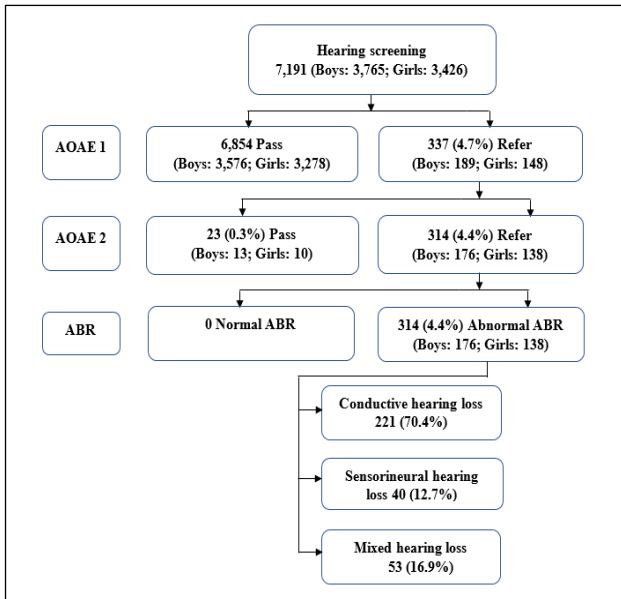 Hearing screening
7,191 (Boys: 3,765; Girls: 3,426)
AOAE 1
6,854 Pass
(Boys: 3,576; Girls: 3,278)
337 (4.7%) Refer
(Boys: 189; Girls: 148)
AOAE 2
23 (0.3%) Pass
(Boys: 13; Girls: 10)
314 (4.4%) Refer
(Boys: 176; Girls: 138)
ABR
0 Normal ABR
314 (4.4%) Abnormal ABR
(Boys: 176; Girls: 138)
Conductive hearing loss
221 (70.4%)
Sensorineural hearing
loss 40 (12.7%)
Mixed hearing loss
53 (16.9%)